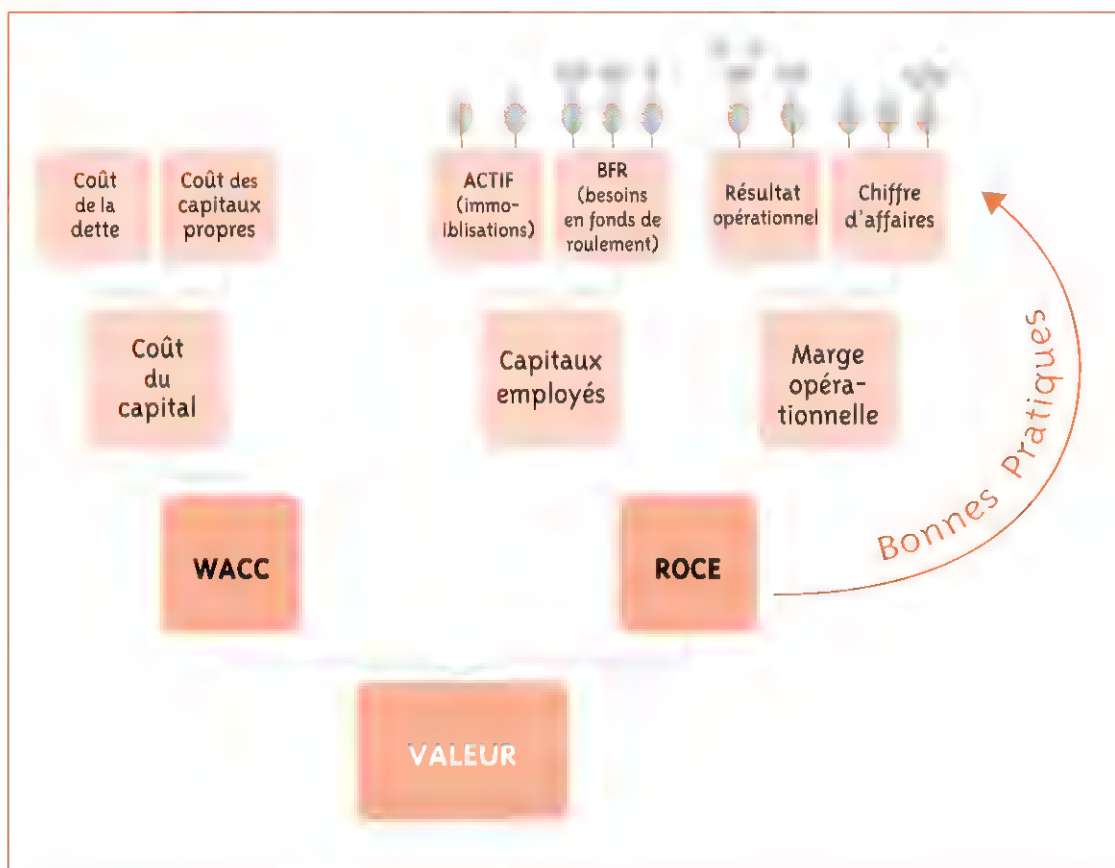 Coût
de la
dette
Coût des
capitaux
propres
ACTIF
(immo-
iblisations)
BFR
(besoins
en fonds de
roulement)
Résultat
opérationnel
Chiffre
d'affaires
Coût
du
capital
Capitaux
employés
Marge
opéra-
tionnelle
WACC
ROCE
Bonnes Pratiques
VALEUR